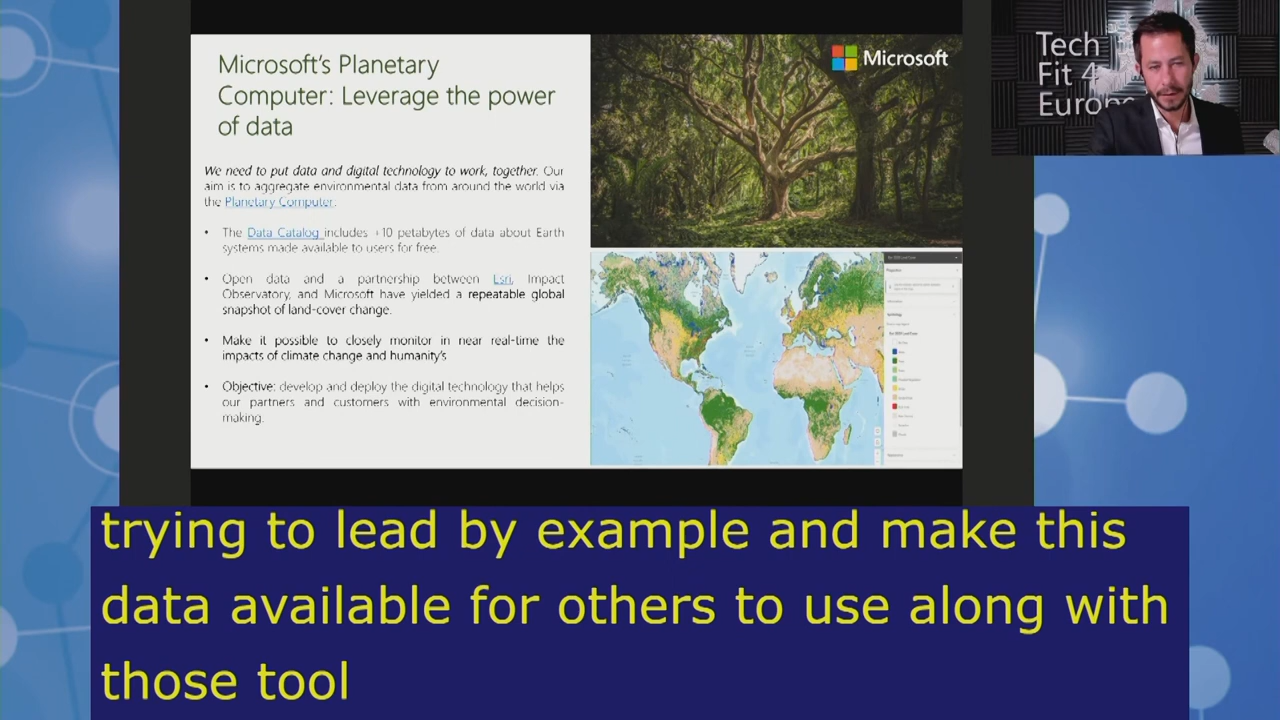 Microsoft's Planetary
Computer: Leverage the power
of data
We need to put data and digital technology to work, together. Our
aim is to aggregate environmental data from around the world via
the Planetary Computer.
• The Data Catalog includes +10 petabytes of data about Earth
systems made available to users for free.
• Open data and a partnership between Esri, Impact
Observatory, and Microsoft have yielded a repeatable global
snapshot of land-cover change.
• Make it possible to closely monitor in near real-time the
impacts of climate change and humanity's
• Objective: develop and deploy the digital technology that helps
our partners and customers with environmental decision-
making.
Microsoft
Tech
Fit 4
Europe
trying to lead by example and make this
data available for others to use along with
those tool